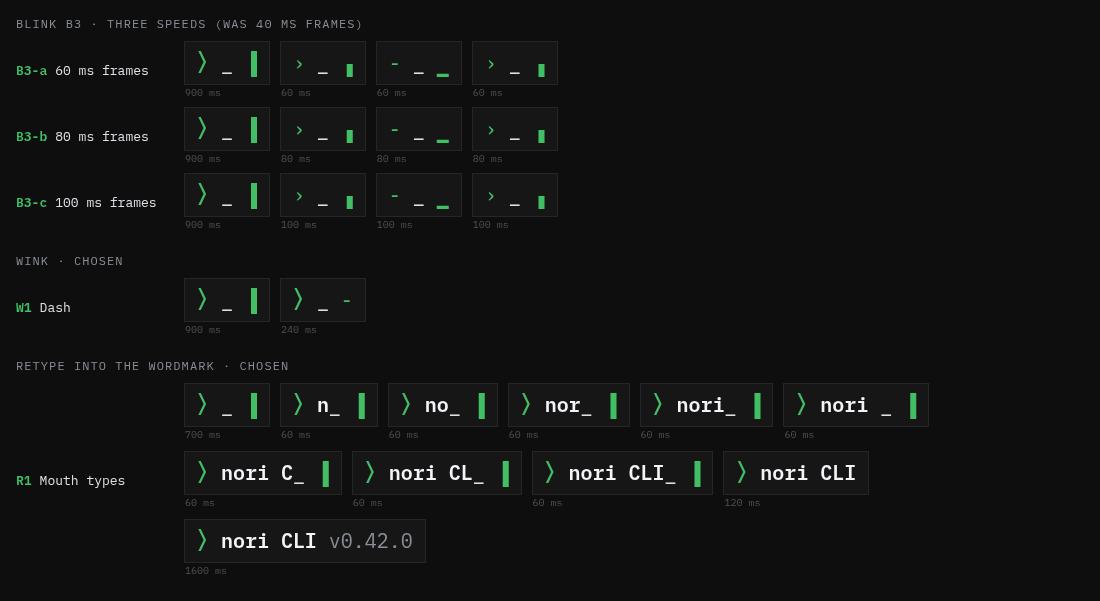 BLINK B3 · THREE SPEEDS (WAS 40 MS FRAMES)
B3-a 60 ms frames
〉 _ ▌
› _ ▖
- _ ▂
› _ ▖
900 ms 60 ms 60 ms 60 ms
B3-b 80 ms frames
〉 _ ▌
› _ ▖
- _ ▂
› _ ▖
900 ms 80 ms 80 ms 80 ms
B3-c 100 ms frames
〉 _ ▌
› _ ▖
- _ ▂
› _ ▖
900 ms 100 ms 100 ms 100 ms
WINK · CHOSEN
W1 Dash
〉 _ ▌
〉 _ -
900 ms 240 ms
RETYPE INTO THE WORDMARK · CHOSEN
〉 _ ▌
〉 n_ ▌
〉 no_ ▌
〉 nor_ ▌
〉 nori_ ▌
〉 nori _ ▌
700 ms 60 ms 60 ms 60 ms 60 ms 60 ms
R1 Mouth types
〉 nori C_ ▌
〉 nori CL_ ▌
〉 nori CLI_ ▌
〉 nori CLI
60 ms 60 ms 60 ms 120 ms
〉 nori CLI v0.42.0
1600 ms